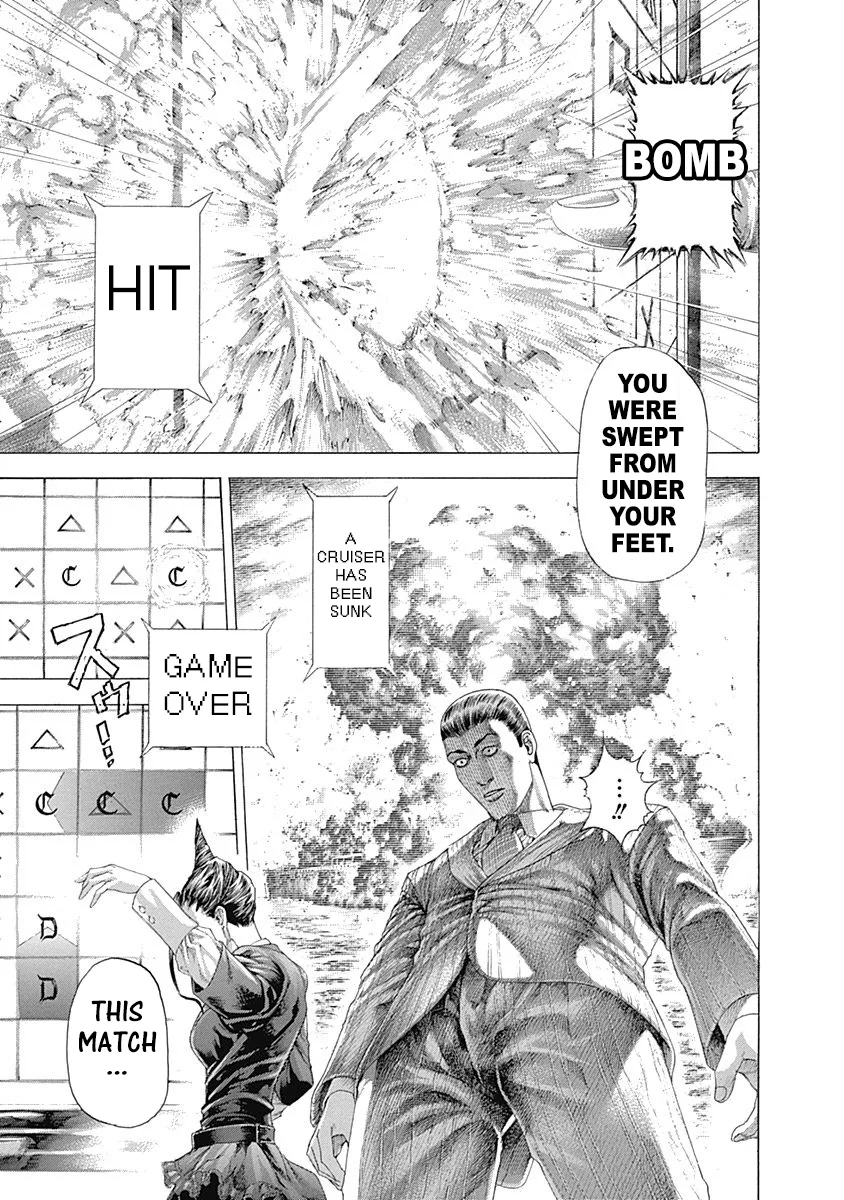 BOMB
HIT
YOU
WERE
SWEPT
FROM
UNDER
YOUR
FEET.
A
CRUISER
HAS
BEEN
SUNK
GAME
OVER
スゥ!!
...!!
THIS
MATCH
...
△ △
× C △ C
× △ ×
△
× C C C
D
D